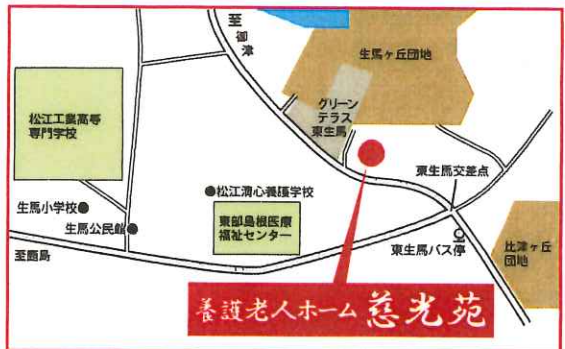 至
御
津
生馬ヶ丘団地
グリーン
テラス
東生馬
松江工業高等
専門学校
東生馬交差点
松江清心養護学校
生馬小学校
生馬公民館
東部島根医療
福祉センター
至鹿島
東生馬バス停
比津ヶ丘
団地
養護老人ホーム 慈光苑